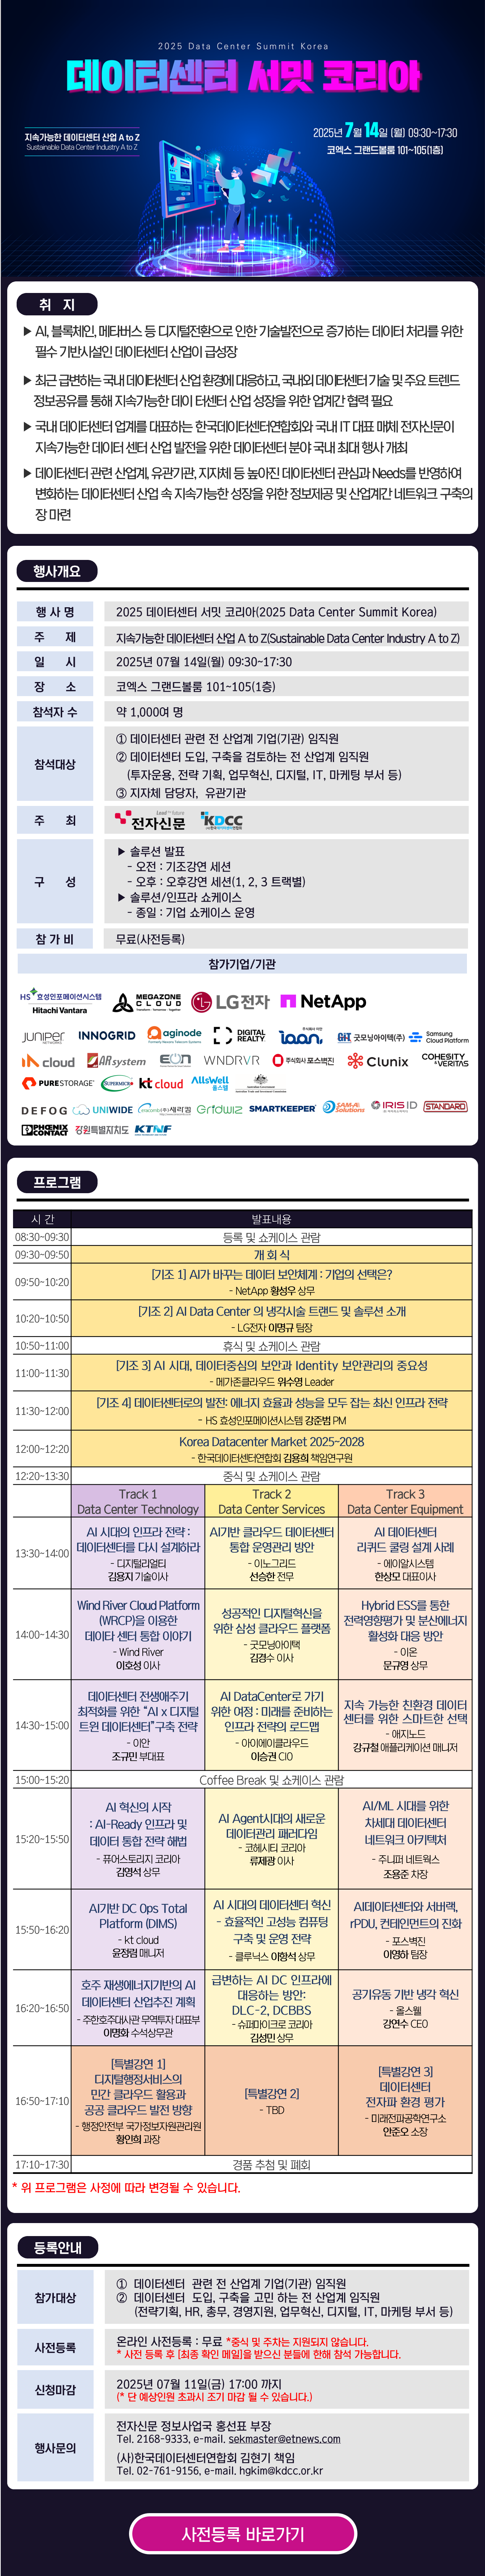 2025 Data Center Summit Korea
데이터센터 서밋 코리아
지속가능한 데이터센터 산업 A to Z
Sustainable Data Center Industry A to Z
2025년 7월 14일 (월) 09:30~17:30
코엑스 그랜드볼룸 101~105(1층)
취 지
▶ AI, 블록체인, 메타버스 등 디지털전환으로 인한 기술발전으로 증가하는 데이터 처리를 위한
필수 기반시설인 데이터센터 산업이 급성장
▶ 최근 급변하는 국내 데이터센터 산업 환경에 대응하고, 국내외 데이터센터 기술 및 주요 트렌드
정보공유를 통해 지속가능한 데이 터센터 산업 성장을 위한 업계간 협력 필요
▶ 국내 데이터센터 업계를 대표하는 한국데이터센터연합회와 국내 IT 대표 매체 전자신문이
지속가능한 데이터 센터 산업 발전을 위한 데이터센터 분야 국내 최대 행사 개최
▶ 데이터센터 관련 산업계, 유관기관, 지자체 등 높아진 데이터센터 관심과 Needs를 반영하여
변화하는 데이터센터 산업 속 지속가능한 성장을 위한 정보제공 및 산업계간 네트워크 구축의
장 마련
행사개요
행 사 명 2025 데이터센터 서밋 코리아(2025 Data Center Summit Korea)
주 제 지속가능한 데이터센터 산업 A to Z(Sustainable Data Center Industry A to Z)
일 시 2025년 07월 14일(월) 09:30~17:30
장 소 코엑스 그랜드볼룸 101~105(1층)
참석자 수 약 1,000여 명
참석대상 ① 데이터센터 관련 전 산업계 기업(기관) 임직원
② 데이터센터 도입, 구축을 검토하는 전 산업계 임직원
(투자운용, 전략 기획, 업무혁신, 디지털, IT, 마케팅 부서 등)
③ 지자체 담당자, 유관기관
주 최 전자신문 KDCC
구 성 ▶ 솔루션 발표
- 오전 : 기조강연 세션
- 오후 : 오후강연 세션(1, 2, 3 트랙별)
▶ 솔루션/인프라 쇼케이스
- 종일 : 기업 쇼케이스 운영
참 가 비 무료(사전등록)
참가기업/기관
HS 효성인포메이션시스템 Hitachi Vantara MEGAZONE CLOUD LG전자 NetApp
JUNIPER NETWORKS INNOGRID aginode DIGITAL REALTY GIT 굿모닝아이텍(주) Samsung Cloud Platform
cloud ARsystem EON WNDRVR 주식회사 포스벽진 Clunix COHESITY & VERITAS
PURESTORAGE SUPERMICRO kt cloud AllsWell 올스웰
DEFOG UNIWIDE (주)세리컴 Gridwiz SMARTKEEPER SAM-AI Solutions IRIS ID STANDARD
PHOENIX CONTACT 강원특별자치도 KTNF
프로그램
시 간 발표내용
08:30~09:30 등록 및 쇼케이스 관람
09:30~09:50 개 회 식
09:50~10:20 [기조 1] AI가 바꾸는 데이터 보안체계 : 기업의 선택은?
- NetApp 황성우 상무
10:20~10:50 [기조 2] AI Data Center 의 냉각시술 트랜드 및 솔루션 소개
- LG전자 이명규 팀장
10:50~11:00 휴식 및 쇼케이스 관람
11:00~11:30 [기조 3] AI 시대, 데이터중심의 보안과 Identity 보안관리의 중요성
- 메가존클라우드 위수영 Leader
11:30~12:00 [기조 4] 데이터센터로의 발전: 에너지 효율과 성능을 모두 잡는 최신 인프라 전략
- HS 효성인포메이션시스템 강준범 PM
12:00~12:20 Korea Datacenter Market 2025~2028
- 한국데이터센터연합회 김용희 책임연구원
12:20~13:30 중식 및 쇼케이스 관람
Track 1
Data Center Technology
Track 2
Data Center Services
Track 3
Data Center Equipment
13:30~14:00
AI 시대의 인프라 전략 :
데이터센터를 다시 설계하라
- 디지털리얼티
김용지 기술이사
AI기반 클라우드 데이터센터
통합 운영관리 방안
- 이노그리드
선승한 전무
AI 데이터센터
리퀴드 쿨링 설계 사례
- 에이알시스템
한상모 대표이사
14:00~14:30
Wind River Cloud Platform
(WRCP)을 이용한
데이타 센터 통합 이야기
- Wind River
이호성 이사
성공적인 디지털혁신을
위한 삼성 클라우드 플랫폼
- 굿모닝아이택
김경수 이사
Hybrid ESS를 통한
전력영향평가 및 분산에너지
활성화 대응 방안
- 이온
문규영 상무
14:30~15:00
데이터센터 전생애주기
최적화를 위한 “AI x 디지털
트윈 데이터센터”구축 전략
- 이안
조규민 부대표
AI DataCenter로 가기
위한 여정 : 미래를 준비하는
인프라 전략의 로드맵
- 아이에이클라우드
이승권 CIO
지속 가능한 친환경 데이터
센터를 위한 스마트한 선택
- 애지노드
강규철 애플리케이션 매니저
15:00~15:20 Coffee Break 및 쇼케이스 관람
15:20~15:50
AI 혁신의 시작
: AI-Ready 인프라 및
데이터 통합 전략 해법
- 퓨어스토리지 코리아
김영석 상무
AI Agent시대의 새로운
데이터관리 패러다임
- 코헤시티 코리아
류제광 이사
AI/ML 시대를 위한
차세대 데이터센터
네트워크 아키텍처
- 주니퍼 네트웍스
조용준 차장
15:50~16:20
AI기반 DC Ops Total
Platform (DIMS)
- kt cloud
윤정림 매니저
AI 시대의 데이터센터 혁신
- 효율적인 고성능 컴퓨팅
구축 및 운영 전략
- 클루닉스 이항석 상무
AI데이터센터와 서버랙,
rPDU, 컨테인먼트의 진화
- 포스벽진
이영하 팀장
16:20~16:50
호주 재생에너지기반의 AI
데이터센터 산업추진 계획
- 주한호주대사관 무역투자 대표부
이명화 수석상무관
급변하는 AI DC 인프라에
대응하는 방안:
DLC-2, DCBBS
- 슈퍼마이크로 코리아
김성민 상무
공기유동 기반 냉각 혁신
- 올스웰
강연수 CEO
16:50~17:10
[특별강연 1]
디지털행정서비스의
민간 클라우드 활용과
공공 클라우드 발전 방향
- 행정안전부 국가정보자원관리원
황인희 과장
[특별강연 2]
- TBD
[특별강연 3]
데이터센터
전자파 환경 평가
- 미래전파공학연구소
안준오 소장
17:10~17:30 경품 추첨 및 폐회
* 위 프로그램은 사정에 따라 변경될 수 있습니다.
등록안내
참가대상 ① 데이터센터 관련 전 산업계 기업(기관) 임직원
② 데이터센터 도입, 구축을 고민 하는 전 산업계 임직원
(전략기획, HR, 총무, 경영지원, 업무혁신, 디지털, IT, 마케팅 부서 등)
사전등록 온라인 사전등록 : 무료 *중식 및 주차는 지원되지 않습니다.
* 사전 등록 후 [최종 확인 메일]을 받으신 분들에 한해 참석 가능합니다.
신청마감 2025년 07월 11일(금) 17:00 까지
(* 단 예상인원 초과시 조기 마감 될 수 있습니다.)
행사문의 전자신문 정보사업국 홍선표 부장
Tel. 2168-9333, e-mail. sekmaster@etnews.com
(사)한국데이터센터연합회 김현기 책임
Tel. 02-761-9156, e-mail. hgkim@kdcc.or.kr
사전등록 바로가기